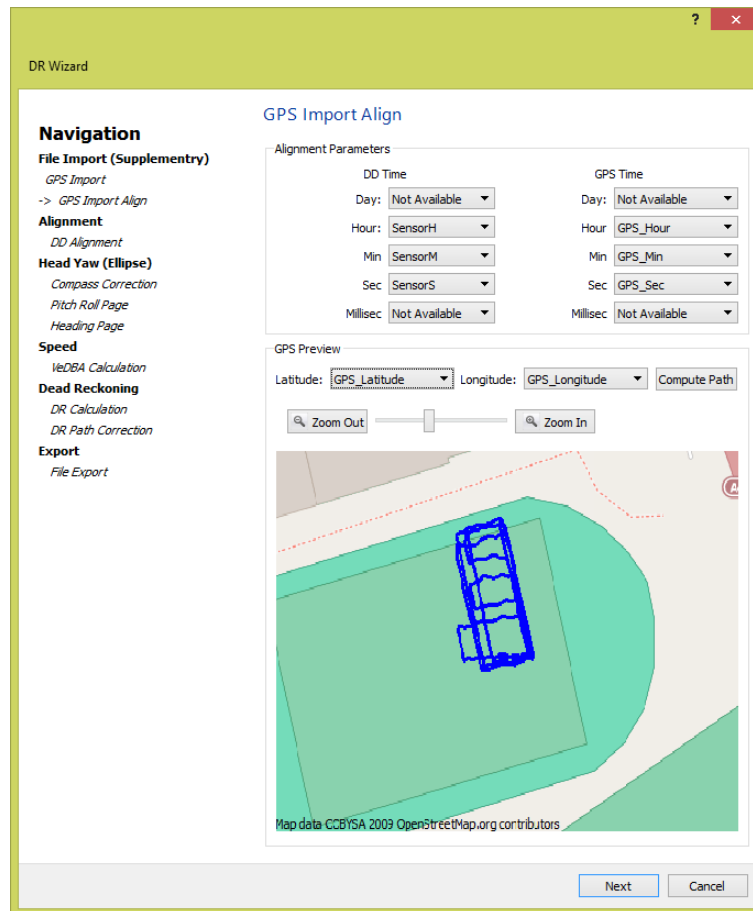 ?
DR Wizard
Navigation
File Import (Supplementry)
GPS Import
-> GPS Import Align
Alignment
DD Alignment
Head Yaw (Ellipse)
Compass Correction
Pitch Roll Page
Heading Page
Speed
VeDBA Calculation
Dead Reckoning
DR Calculation
DR Path Correction
Export
File Export
GPS Import Align
Alignment Parameters
DD Time GPS Time
Day: Not Available Day: Not Available
Hour: SensorH Hour GPS_Hour
Min SensorM Min GPS_Min
Sec SensorS Sec GPS_Sec
Millisec Not Available Millisec Not Available
GPS Preview
Latitude: GPS_Latitude Longitude: GPS_Longitude Compute Path
Zoom Out Zoom In
Map data CCBYSA 2009 OpenStreetMap.org contributors
Next Cancel